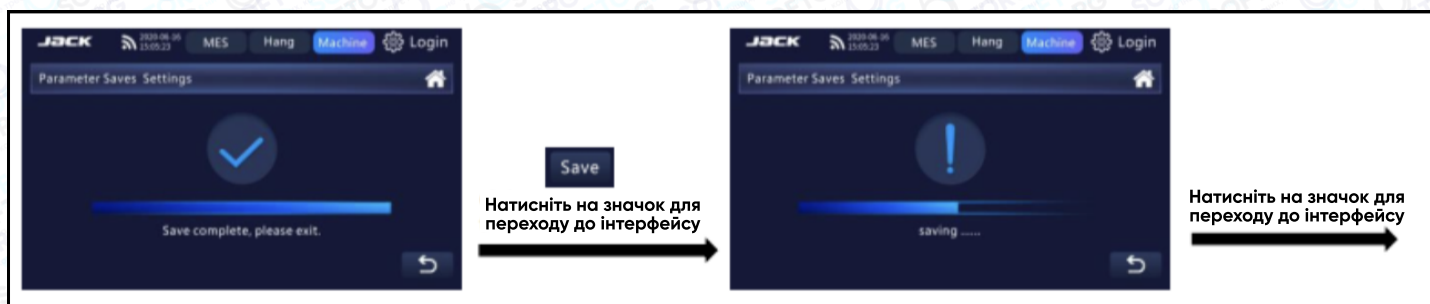 JACK 2020-06-16 15:05:23 MES Hang Machine Login
Parameter Saves Settings
Save complete, please exit.
Save
Натисніть на значок для
переходу до інтерфейсу
JACK 2020-06-16 15:05:23 MES Hang Machine Login
Parameter Saves Settings
saving ......
Натисніть на значок для
переходу до інтерфейсу